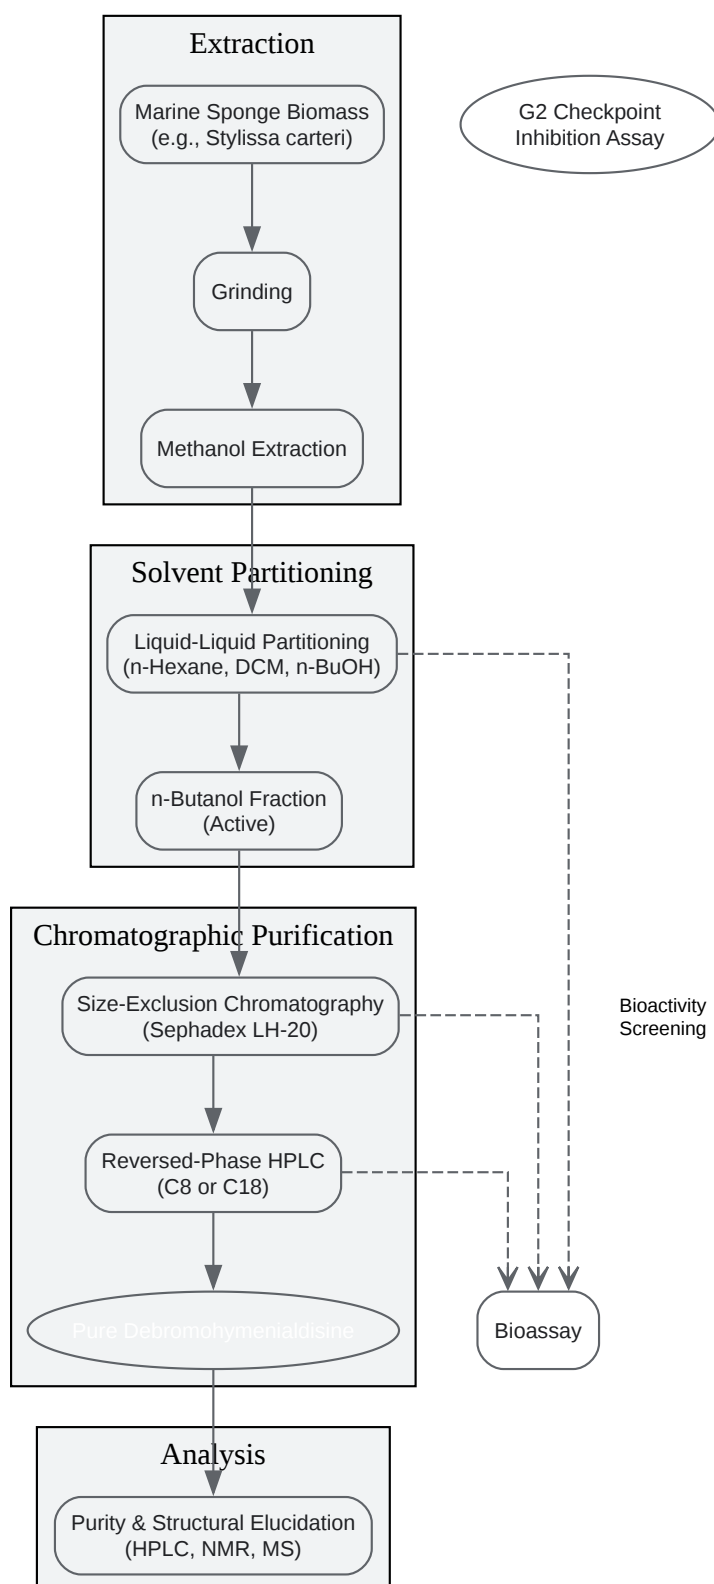 Extraction
Marine Sponge Biomass
(e.g., Stylissa carteri)
G2 Checkpoint
Inhibition Assay
Grinding
Methanol Extraction
Solvent Partitioning
Liquid-Liquid Partitioning
(n-Hexane, DCM, n-BuOH)
n-Butanol Fraction
(Active)
Chromatographic Purification
Size-Exclusion Chromatography
(Sephadex LH-20)
Bioactivity
Screening
Reversed-Phase HPLC
(C8 or C18)
Pure Debromohymenialdisine
Bioassay
Analysis
Purity & Structural Elucidation
(HPLC, NMR, MS)